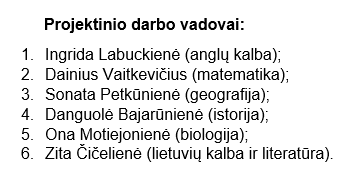 Projektinio darbo vadovai:
1. Ingrida Labuckienė (anglų kalba);
2. Dainius Vaitkevičius (matematika);
3. Sonata Petkūnienė (geografija);
4. Danguolė Bajarūnienė (istorija);
5. Ona Motiejonienė (biologija);
6. Zita Čičelienė (lietuvių kalba ir literatūra).